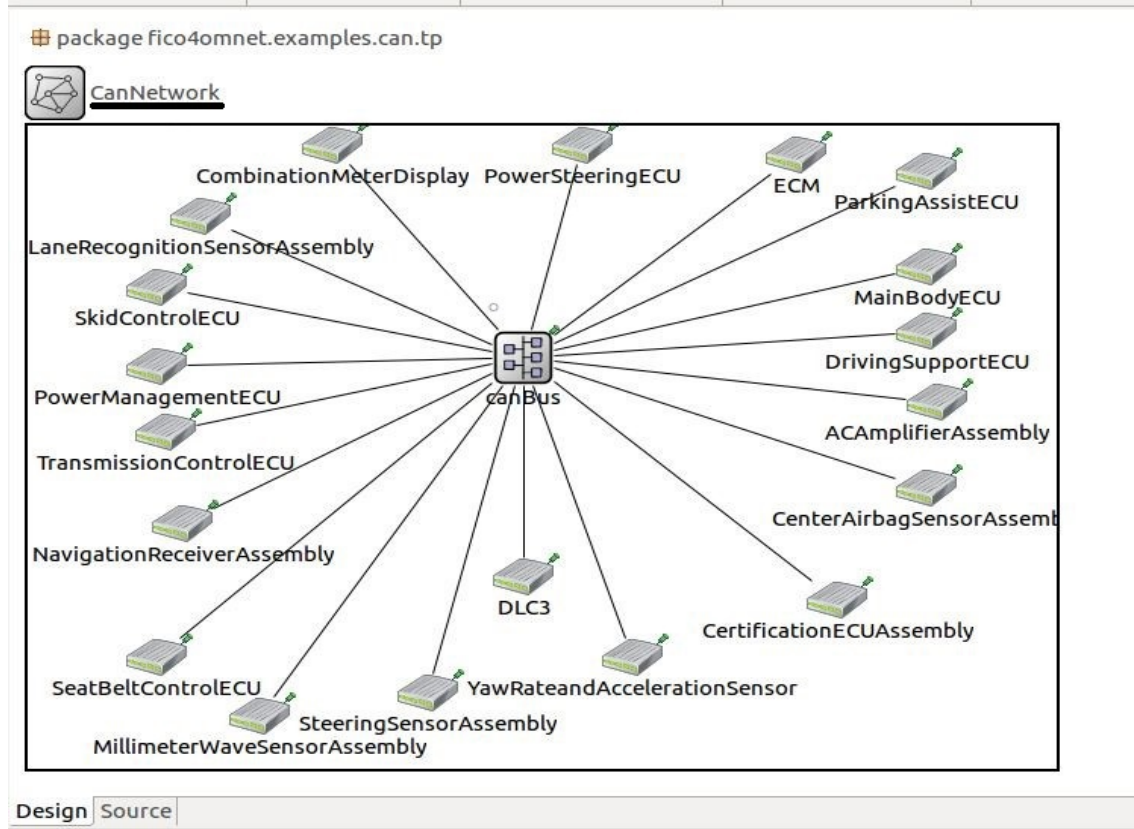 package fico4omnet.examples.can.tp
CanNetwork
CombinationMeterDisplay
PowerSteeringECU
ECM
ParkingAssistECU
LaneRecognitionSensorAssembly
SkidControlECU
MainBodyECU
DrivingSupportECU
PowerManagementECU
canBus
ACAmplifierAssembly
TransmissionControlECU
CenterAirbagSensorAssemb
NavigationReceiverAssembly
DLC3
CertificationECUAssembly
SeatBeltControlECU
YawRateandAccelerationSensor
SteeringSensorAssembly
MillimeterWaveSensorAssembly
Design
Source